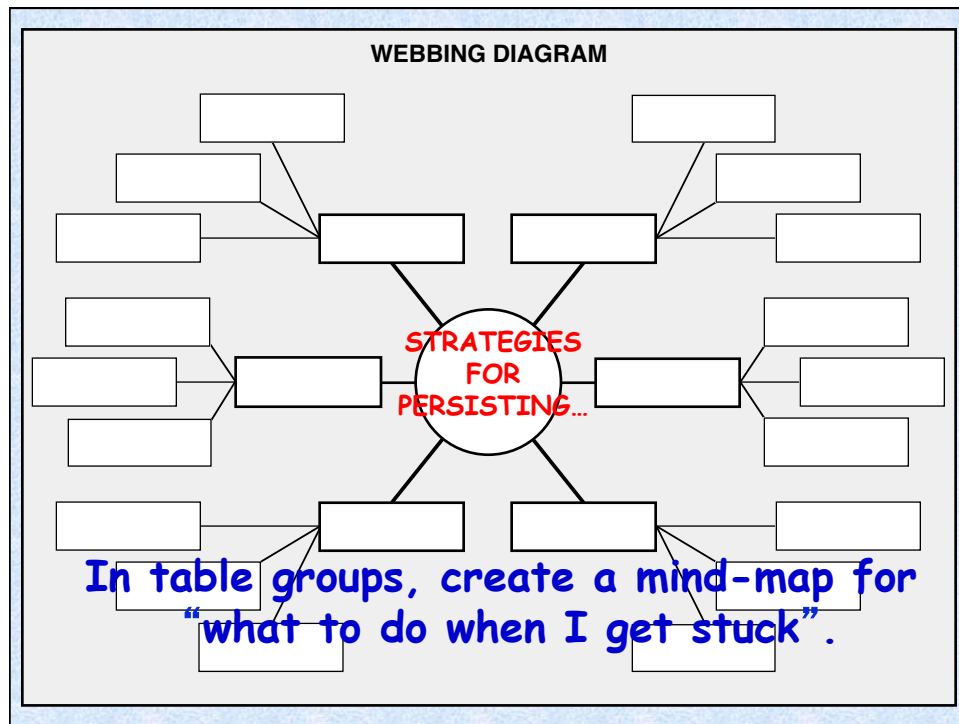 WEBBING DIAGRAM
STRATEGIES
FOR
PERSISTING…
In table groups, create a mind-map for
“what to do when I get stuck”.